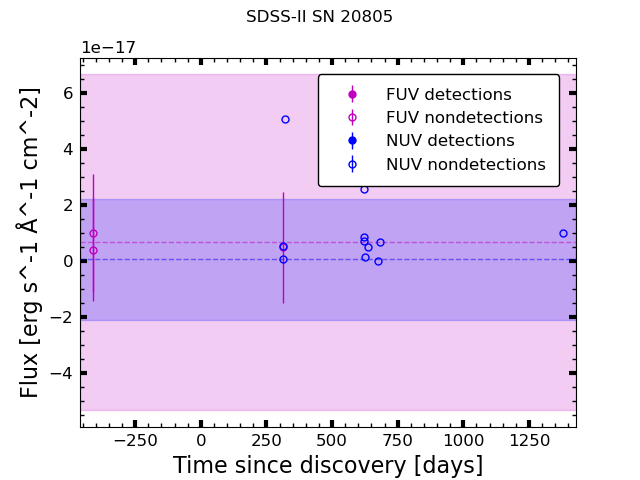 SDSS-II SN 20805
1e−17
FUV detections
FUV nondetections
NUV detections
NUV nondetections
6
4
2
0
−2
−4
Flux [erg s^-1 Å^-1 cm^-2]
−250 0 250 500 750 1000 1250
Time since discovery [days]